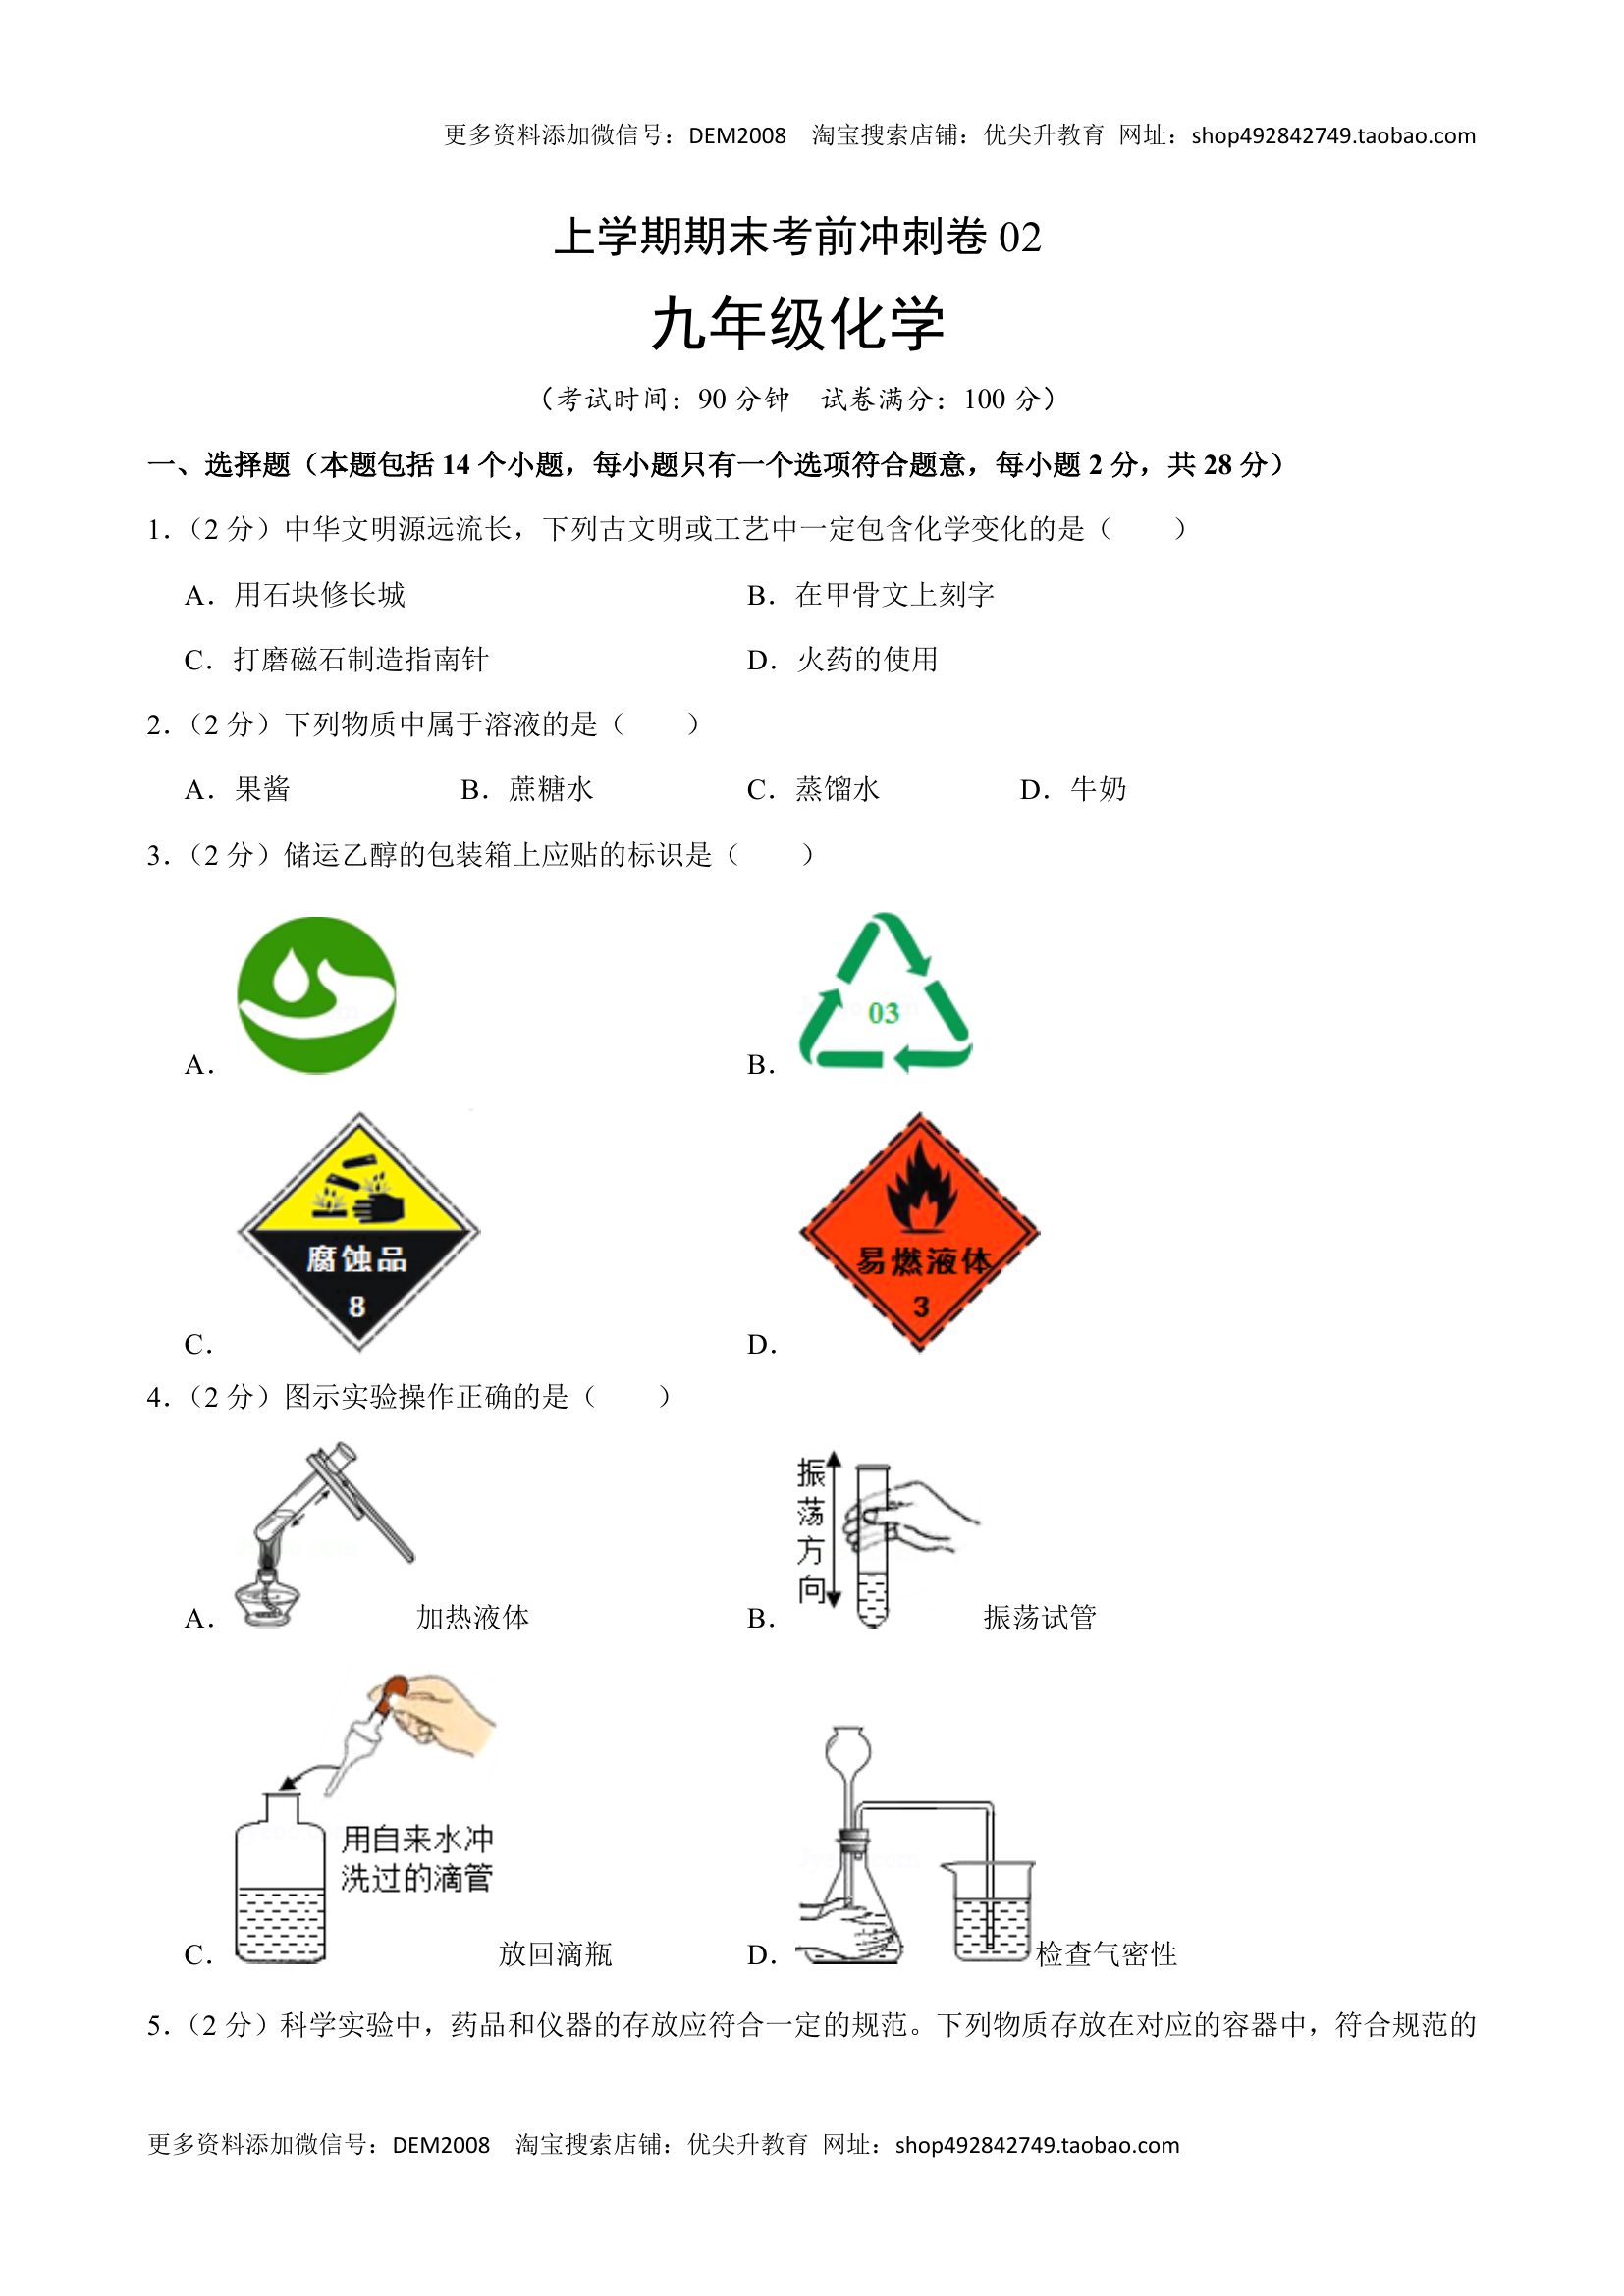 更多资料添加微信号：DEM2008 淘宝搜索店铺：优尖升教育 网址：shop492842749.taobao.com
上学期期末考前冲刺卷 02
九年级化学
（考试时间：90 分钟 试卷满分：100 分）
一、选择题（本题包括 14 个小题，每小题只有一个选项符合题意，每小题 2 分，共 28 分）
1．（2 分）中华文明源远流长，下列古文明或工艺中一定包含化学变化的是（ ）
A．用石块修长城 B．在甲骨文上刻字
C．打磨磁石制造指南针 D．火药的使用
2．（2 分）下列物质中属于溶液的是（ ）
A．果酱 B．蔗糖水 C．蒸馏水 D．牛奶
3．（2 分）储运乙醇的包装箱上应贴的标识是（ ）
03
A． B．
腐蚀品 易燃液体
8 3
C． D．
4．（2 分）图示实验操作正确的是（ ）
振荡方向
A．加热液体 B．振荡试管
用自来水冲
洗过的滴管
C．放回滴瓶 D．检查气密性
5．（2 分）科学实验中，药品和仪器的存放应符合一定的规范。下列物质存放在对应的容器中，符合规范的
更多资料添加微信号：DEM2008 淘宝搜索店铺：优尖升教育 网址：shop492842749.taobao.com